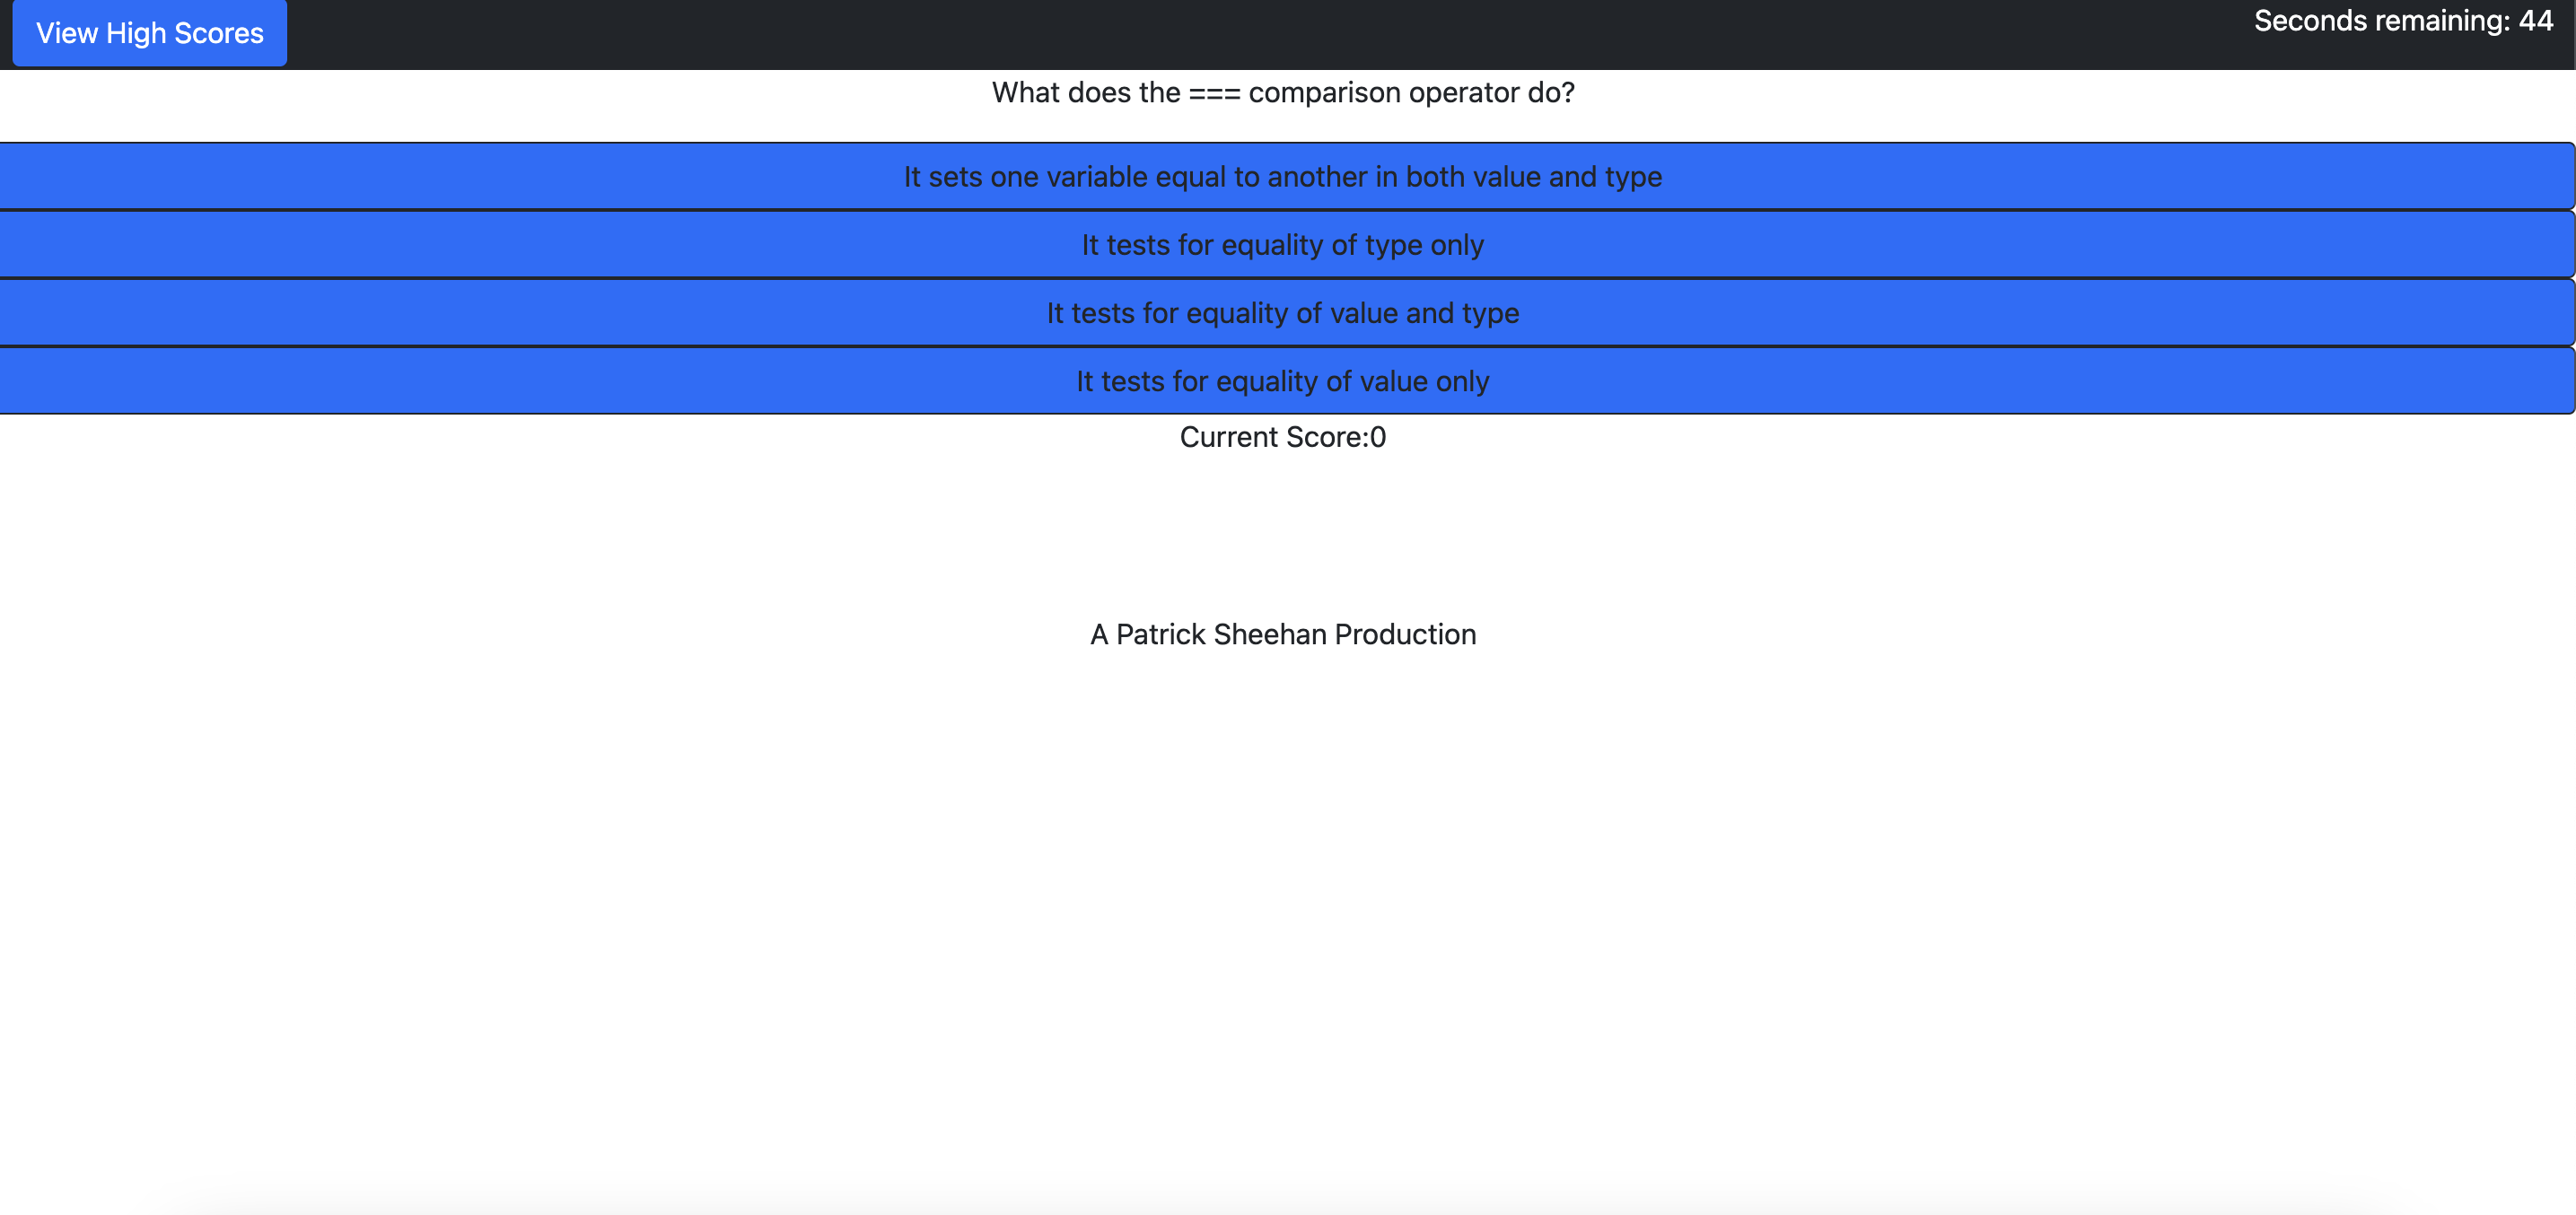 View High Scores
Seconds remaining: 44
What does the === comparison operator do?
It sets one variable equal to another in both value and type
It tests for equality of type only
It tests for equality of value and type
It tests for equality of value only
Current Score:0
A Patrick Sheehan Production